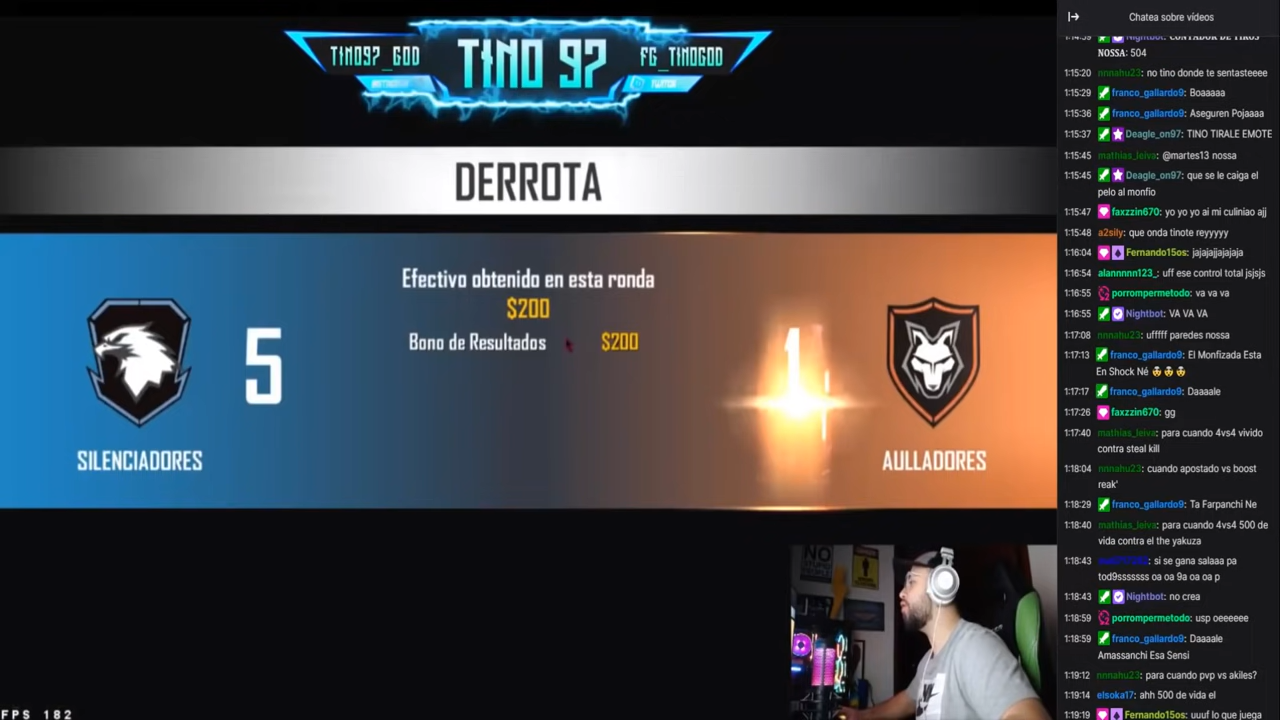 TINO97_GOD
TINO 97
FG_TINOGOD
DERROTA
Efectivo obtenido en esta ronda
$200
Bono de Resultados $200
5
1
SILENCIADORES
AULLADORES
NO
FPS 182
Chatea sobre vídeos
NOSSA: 504
1:15:20 nnnahu23: no tino donde te sentasteeee
1:15:29 franco_gallardo9: Boaaaaa
1:15:36 franco_gallardo9: Aseguren Pojaaaa
1:15:37 Deagle_on97: TINO TIRALE EMOTE
1:15:45 mathias_leiva: @martes13 nossa
1:15:45 Deagle_on97: que se le caiga el
pelo al monfio
1:15:47 faxzzin670: yo yo yo ai mi culiniao ajj
1:15:48 a2sily: que onda tinote reyyyyy
1:16:04 Fernando15os: jajajajjajajaja
1:16:54 alannnnn123_: uff ese control total jsjsjs
1:16:55 porrompermetodo: va va va
1:16:55 Nightbot: VA VA VA
1:17:08 nnnahu23: ufffff paredes nossa
1:17:13 franco_gallardo9: El Monfizada Esta
En Shock Né
1:17:17 franco_gallardo9: Daaaale
1:17:26 faxzzin670: gg
1:17:40 mathias_leiva: para cuando 4vs4 vivido
contra steal kill
1:18:04 nnnahu23: cuando apostado vs boost
reak'
1:18:29 franco_gallardo9: Ta Farpanchi Ne
1:18:40 mathias_leiva: para cuando 4vs4 500 de
vida contra el the yakuza
1:18:43 : si se gana salaaa pa
tod9sssssss oa oa 9a oa oa p
1:18:43 Nightbot: no crea
1:18:59 porrompermetodo: usp oeeeeee
1:18:59 franco_gallardo9: Daaaale
Amassanchi Esa Sensi
1:19:12 nnnahu23: para cuando pvp vs akiles?
1:19:14 elsoka17: ahh 500 de vida el
1:19:19 Fernando15os: uuuf lo que juega